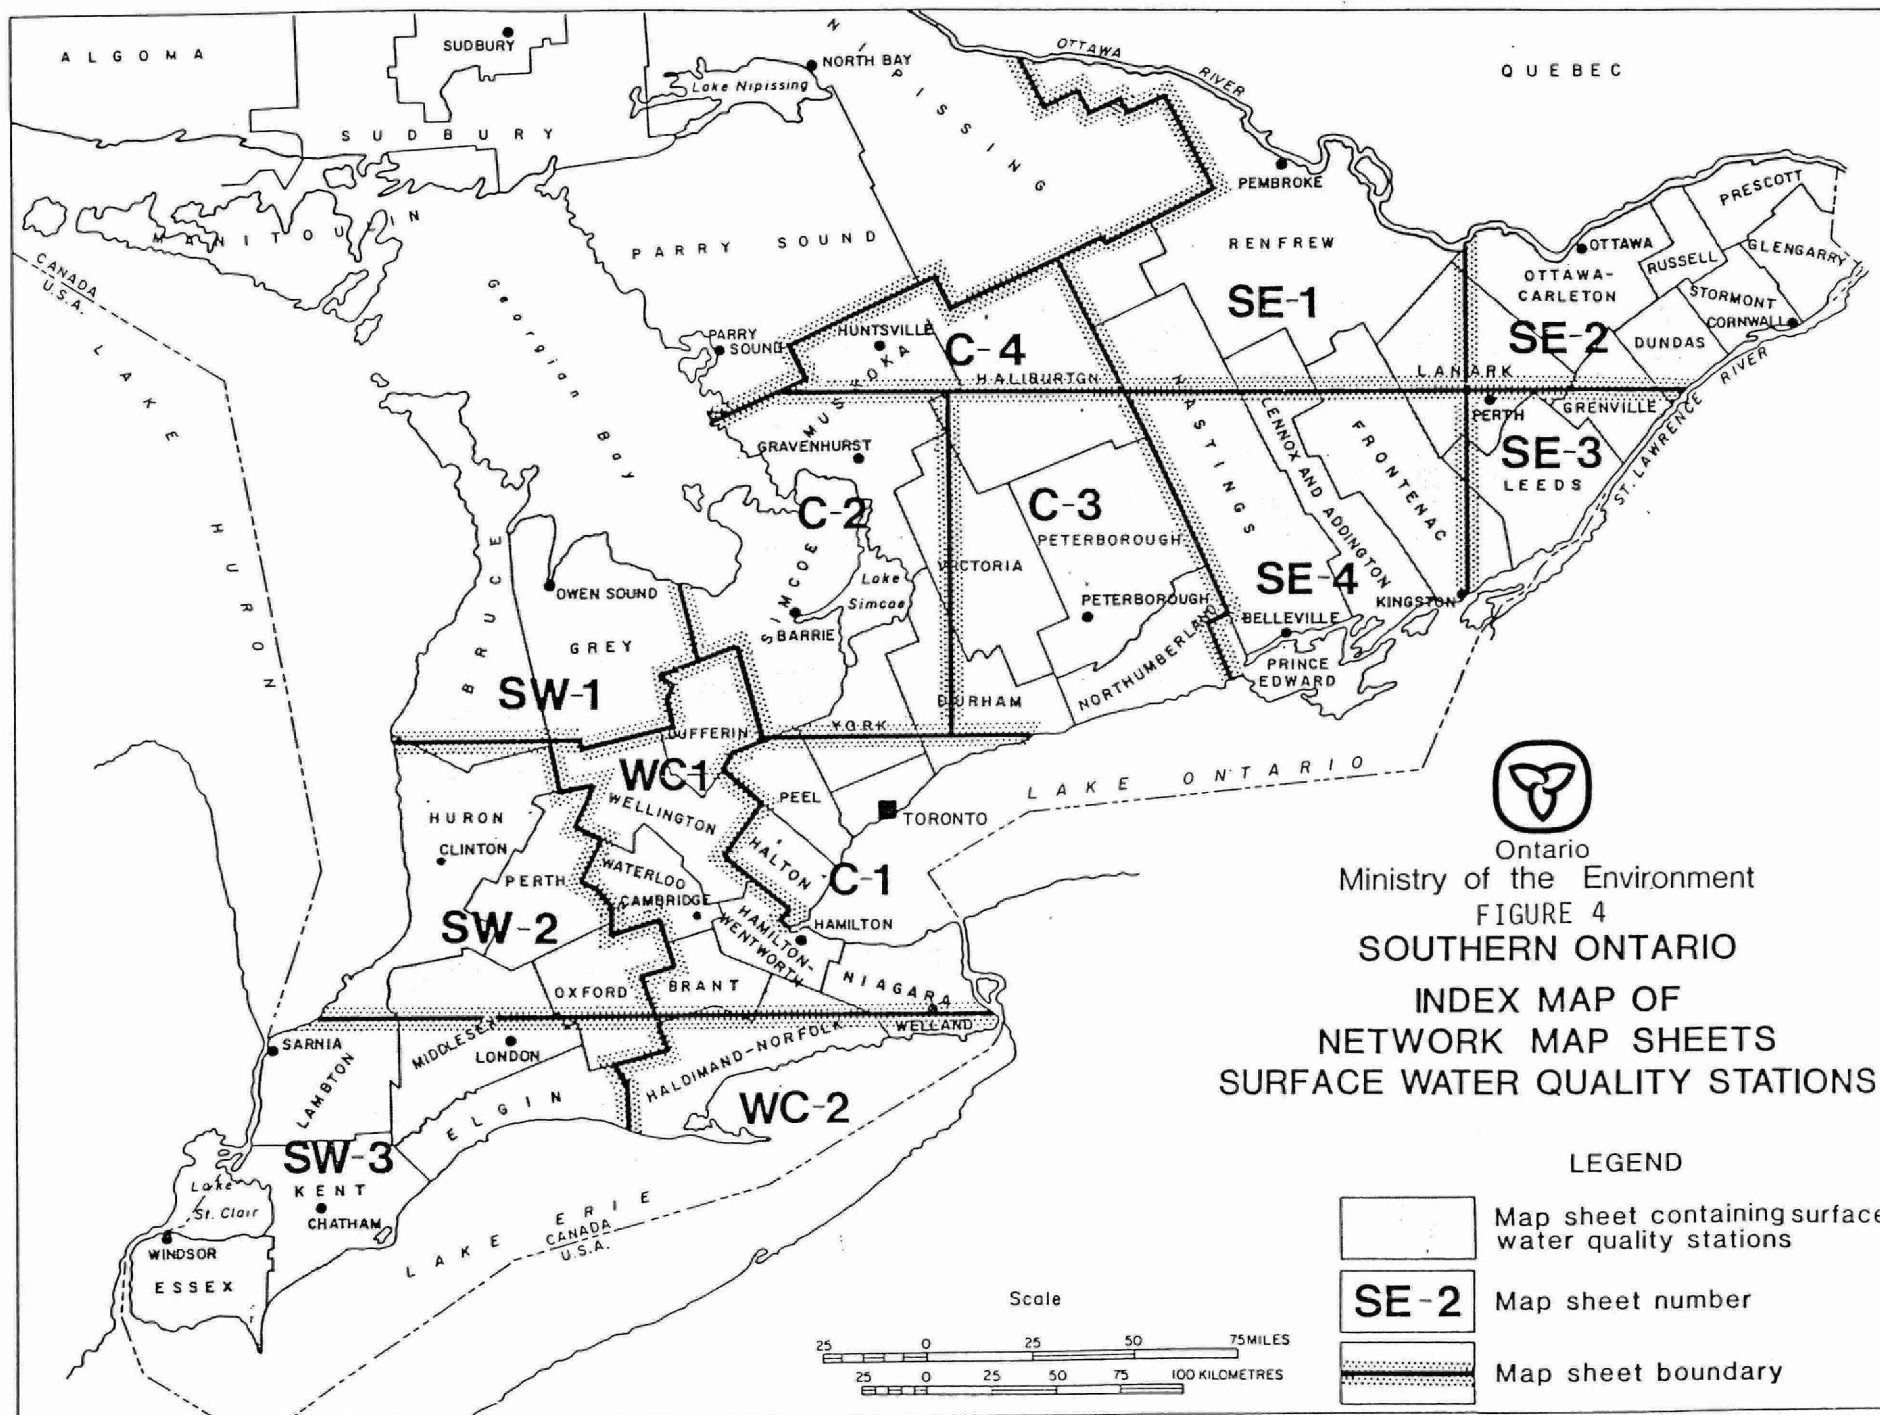 ALGOMA
SUDBURY
NORTH BAY
Lake Nipissing
NIPISSING
OTTAWA RIVER
QUEBEC
SUDBURY
PEMBROKE
PRESCOTT
MANITOULIN
PARRY SOUND
RENFREW
OTTAWA
GLENGARRY
RUSSELL
CANADA
U.S.A.
OTTAWA-
CARLETON
STORMONT
SE-1
CORNWALL
Georgian Bay
PARRY
SOUND
HUNTSVILLE
C-4
SE-2
DUNDAS
LAKE HURON
MUSKOKA
HALIBURTON
LANARK
HASTINGS
LENNOX AND ADDINGTON
FRONTENAC
PERTH
GRENVILLE
ST. LAWRENCE RIVER
GRAVENHURST
SE-3
LEEDS
C-2
C-3
PETERBOROUGH
BRUCE
SIMCOE
Lake
Simcoe
VICTORIA
SE-4
OWEN SOUND
PETERBOROUGH
KINGSTON
BARRIE
BELLEVILLE
GREY
NORTHUMBERLAND
PRINCE
EDWARD
SW-1
DURHAM
DUFFERIN
YORK
WC1
LAKE ONTARIO
PEEL
WELLINGTON
TORONTO
HURON
CLINTON
HALTON
WATERLOO
PERTH
C-1
CAMBRIDGE
HAMILTON-
WENTWORTH
HAMILTON
SW-2
OXFORD
BRANT
NIAGARA
WELLAND
SARNIA
MIDDLESEX
LONDON
HALDIMAND-NORFOLK
LAMBTON
ELGIN
WC-2
SW-3
KENT
Lake
St. Clair
CHATHAM
WINDSOR
ESSEX
LAKE ERIE
CANADA
U.S.A.
Ontario
Ministry of the Environment
FIGURE 4
SOUTHERN ONTARIO
INDEX MAP OF
NETWORK MAP SHEETS
SURFACE WATER QUALITY STATIONS
LEGEND
Map sheet containing surface
water quality stations
SE-2 Map sheet number
Map sheet boundary
Scale
25 0 25 50 75 MILES
25 0 25 50 75 100 KILOMETRES